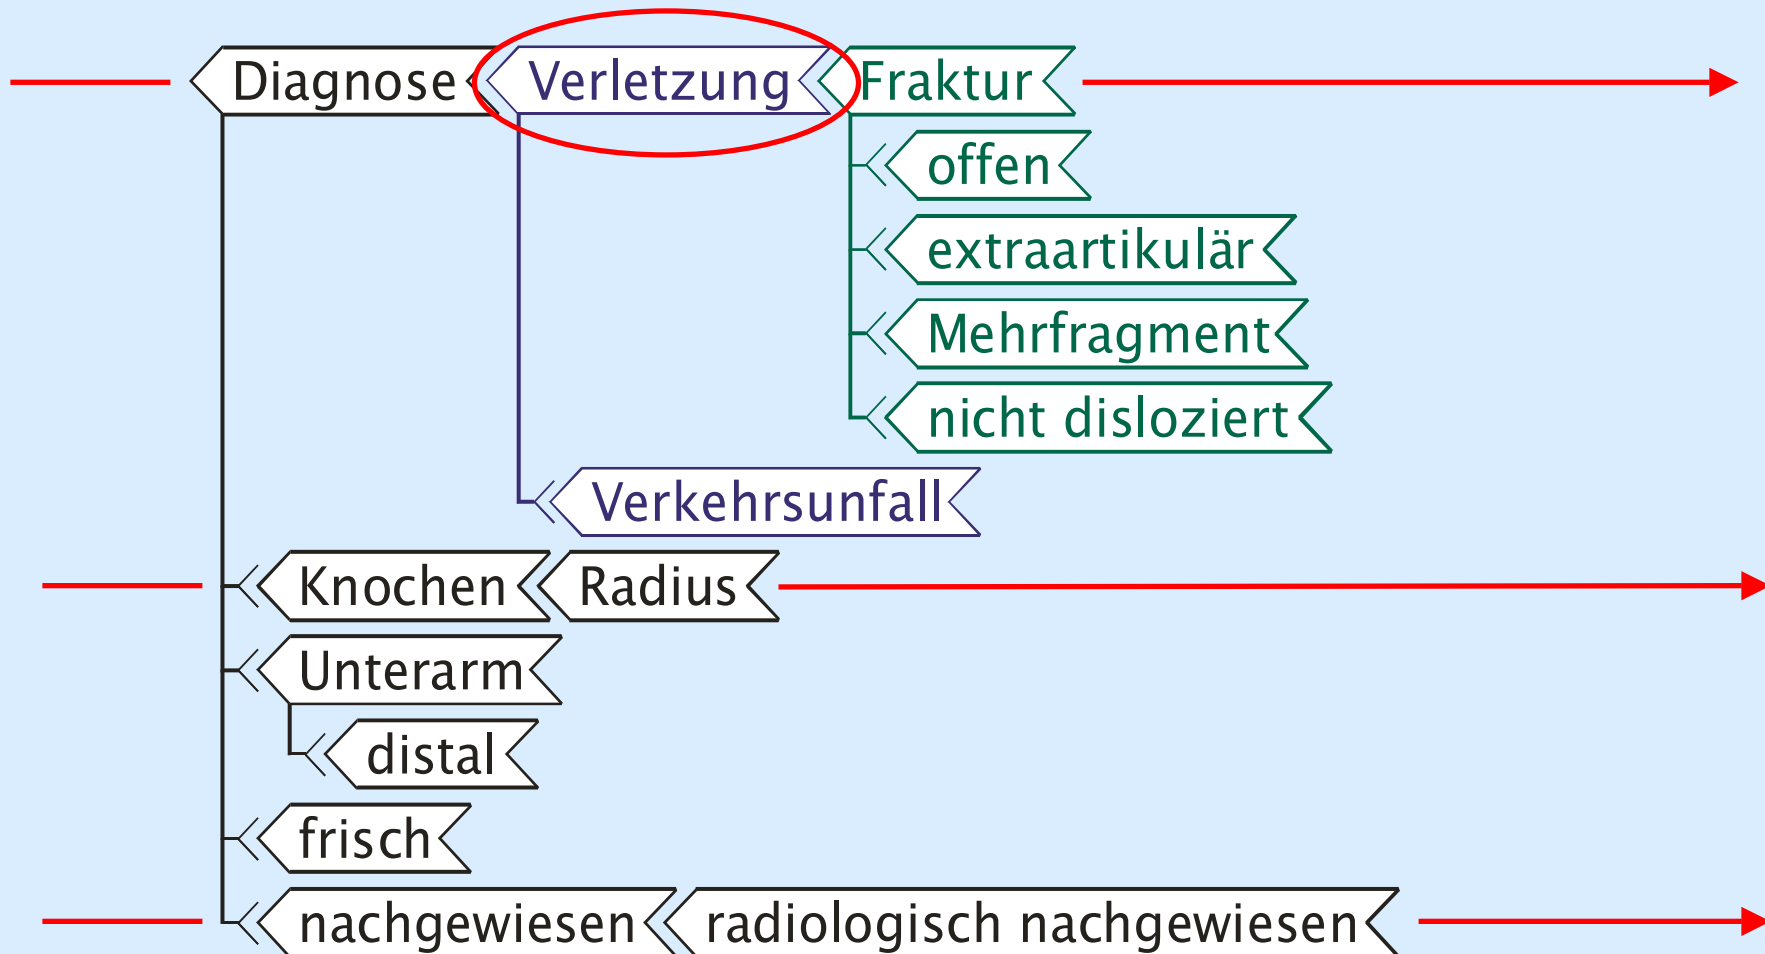 Diagnose Verletzung Fraktur
offen
extraartikulär
Mehrfragment
nicht disloziert
Verkehrsunfall
Knochen Radius
Unterarm
distal
frisch
nachgewiesen radiologisch nachgewiesen